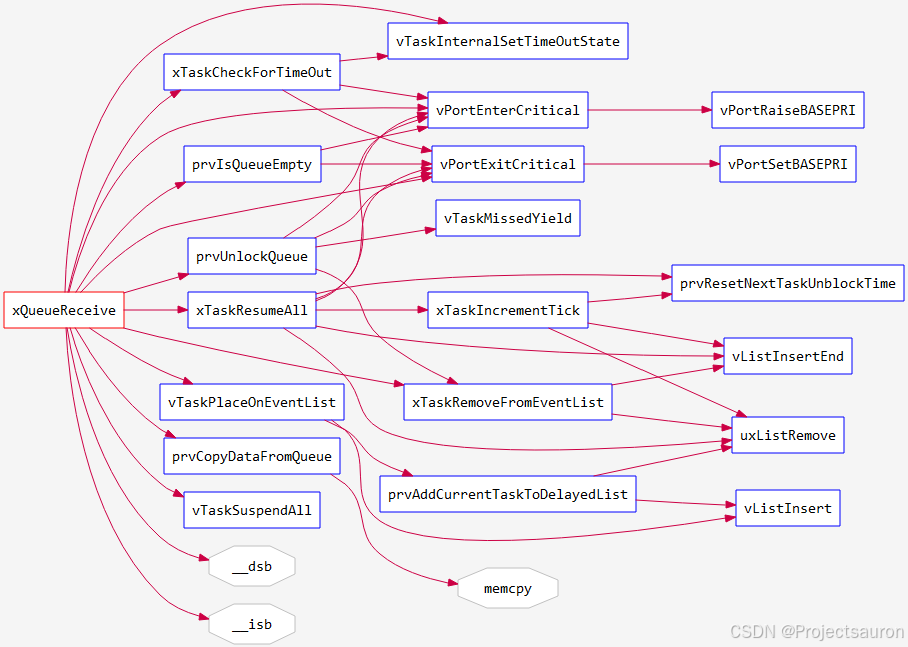 vTaskInternalSetTimeOutState
xTaskCheckForTimeOut
vPortEnterCritical
vPortRaiseBASEPRI
prvIsQueueEmpty
vPortExitCritical
vPortSetBASEPRI
vTaskMissedYield
prvUnlockQueue
prvResetNextTaskUnblockTime
xQueueReceive
xTaskResumeAll
xTaskIncrementTick
vListInsertEnd
vTaskPlaceOnEventList
xTaskRemoveFromEventList
uxListRemove
prvCopyDataFromQueue
prvAddCurrentTaskToDelayedList
vTaskSuspendAll
vListInsert
__dsb
memcpy
__isb
CSDN @Projectsauron